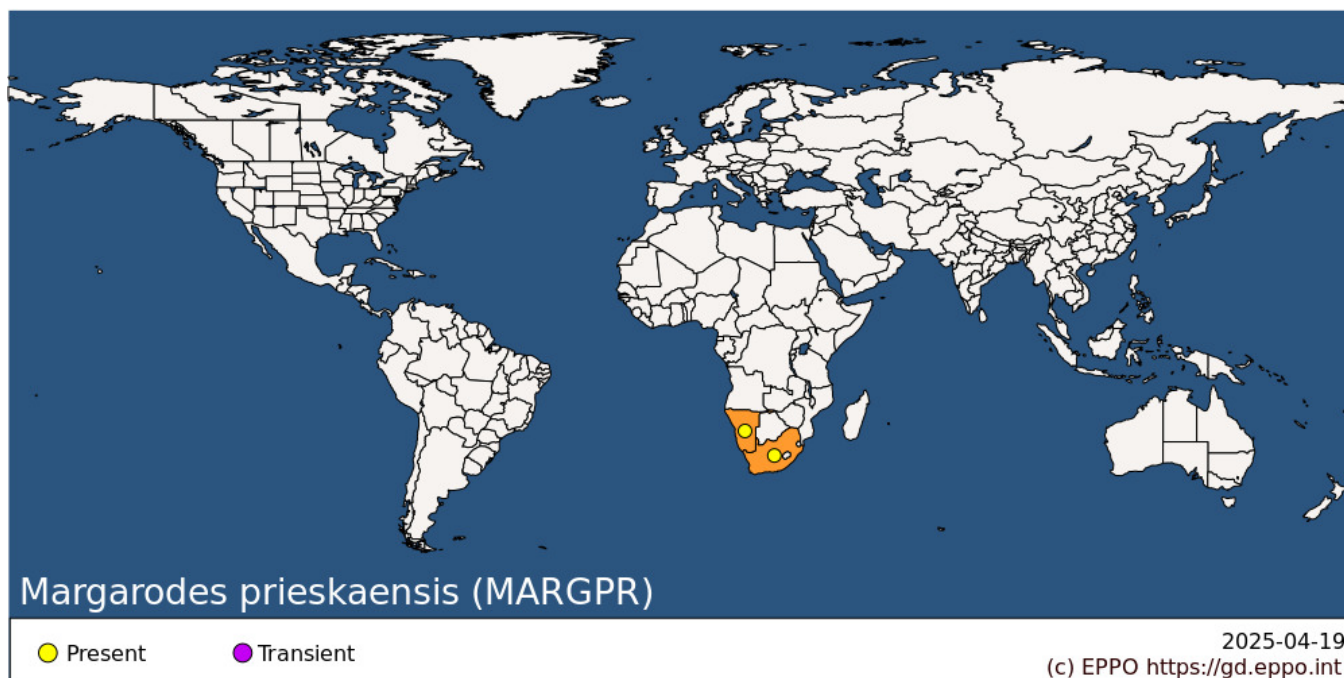 Margarodes prieskaensis (MARGPR)
Present
Transient
2025-04-19
(c) EPPO https://gd.eppo.int